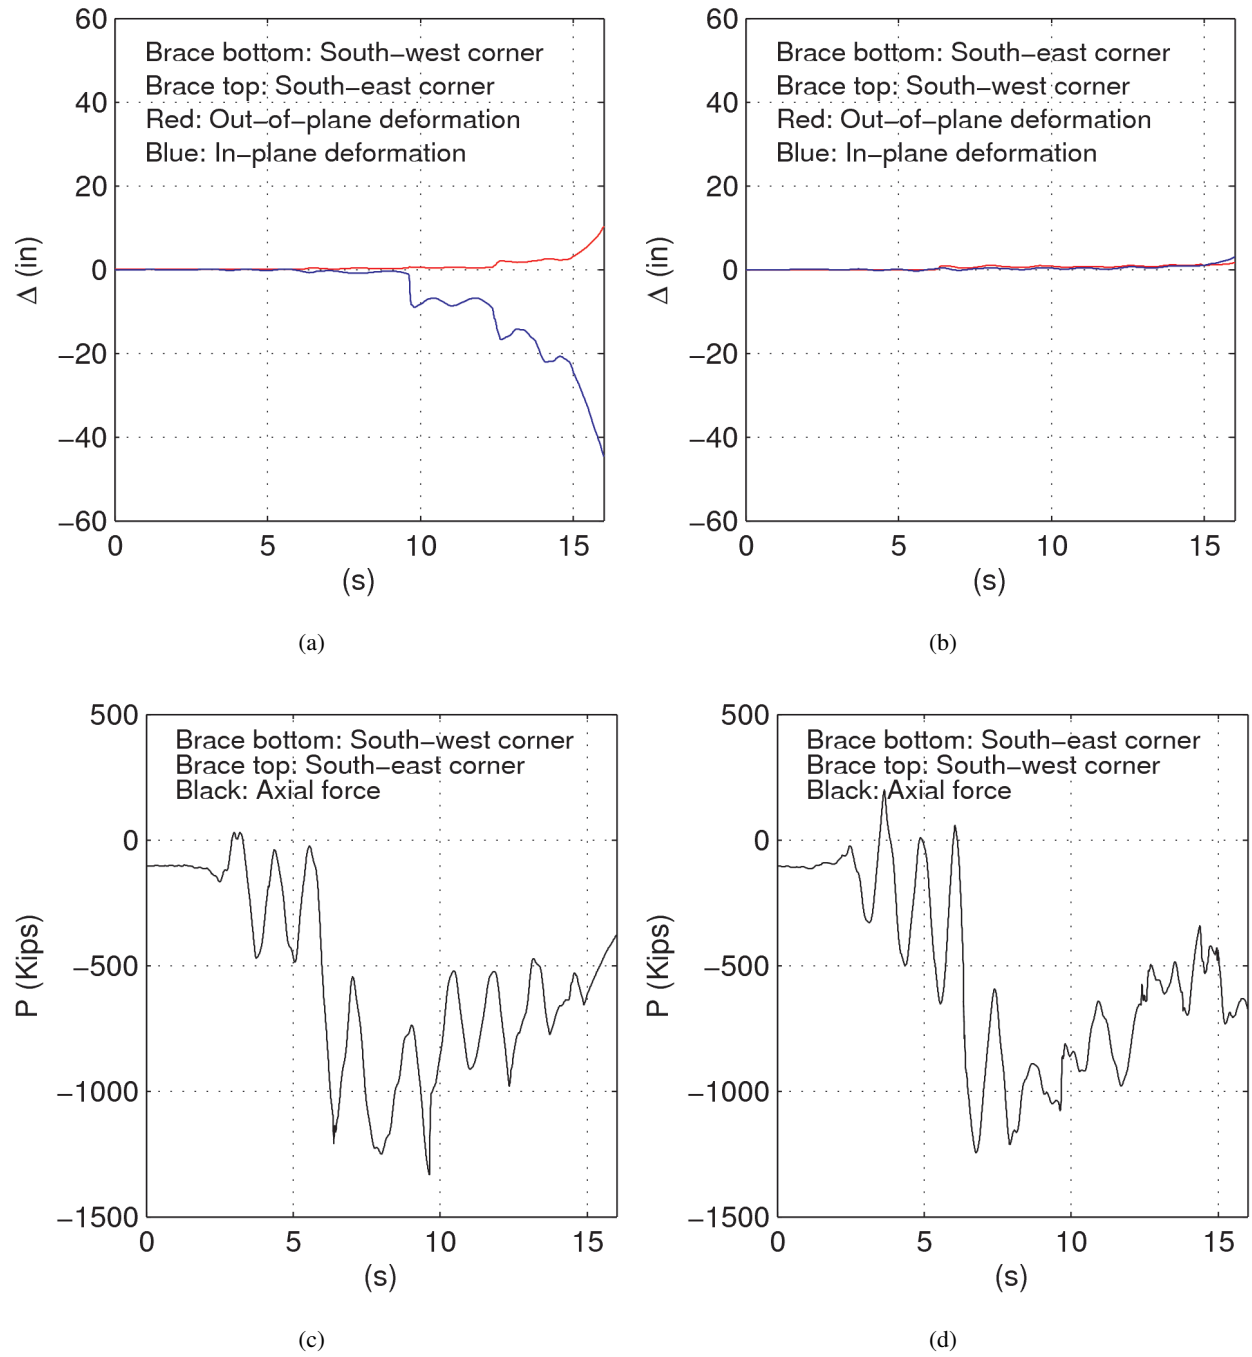 60
40
20
0
−20
−40
−60
Δ (in)
Brace bottom: South−west corner
Brace top: South−east corner
Red: Out−of−plane deformation
Blue: In−plane deformation
0 5 10 15
(s)
(a)
60
40
20
0
−20
−40
−60
Δ (in)
Brace bottom: South−east corner
Brace top: South−west corner
Red: Out−of−plane deformation
Blue: In−plane deformation
0 5 10 15
(s)
(b)
500
0
−500
−1000
−1500
P (Kips)
Brace bottom: South−west corner
Brace top: South−east corner
Black: Axial force
0 5 10 15
(s)
(c)
500
0
−500
−1000
−1500
P (Kips)
Brace bottom: South−east corner
Brace top: South−west corner
Black: Axial force
0 5 10 15
(s)
(d)